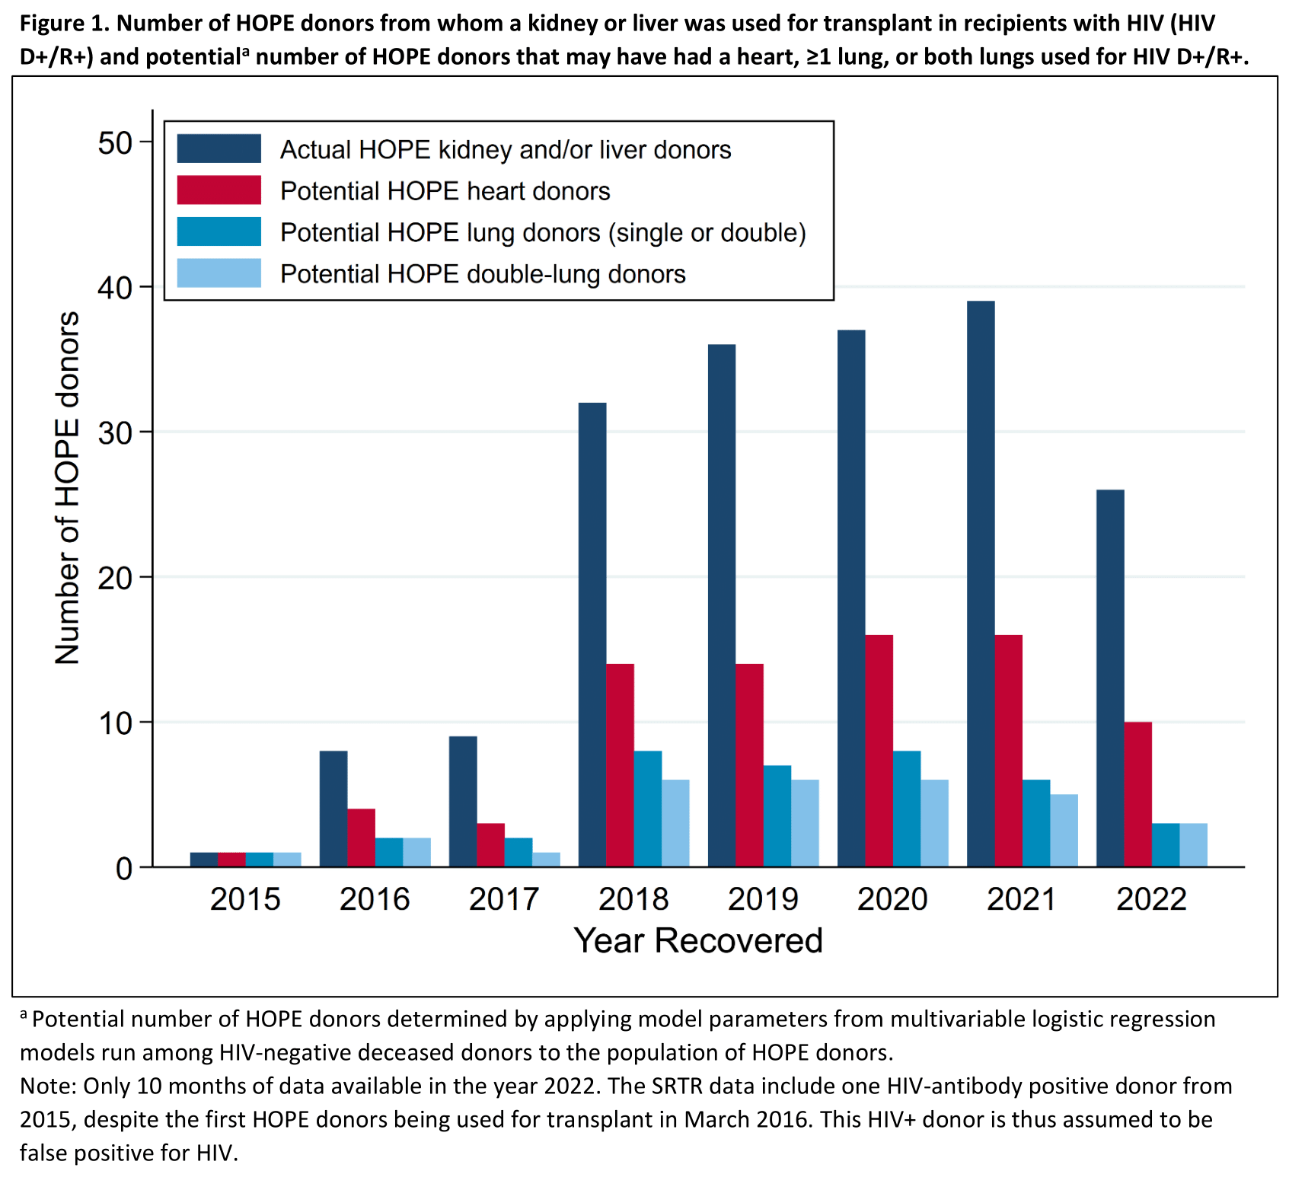 Figure 1. Number of HOPE donors from whom a kidney or liver was used for transplant in recipients with HIV (HIV
D+/R+) and potentialᵃ number of HOPE donors that may have had a heart, ≥1 lung, or both lungs used for HIV D+/R+.
Actual HOPE kidney and/or liver donors
Potential HOPE heart donors
Potential HOPE lung donors (single or double)
Potential HOPE double-lung donors
Number of HOPE donors
50
40
30
20
10
0
2015 2016 2017 2018 2019 2020 2021 2022
Year Recovered
ᵃ Potential number of HOPE donors determined by applying model parameters from multivariable logistic regression
models run among HIV-negative deceased donors to the population of HOPE donors.
Note: Only 10 months of data available in the year 2022. The SRTR data include one HIV-antibody positive donor from
2015, despite the first HOPE donors being used for transplant in March 2016. This HIV+ donor is thus assumed to be
false positive for HIV.